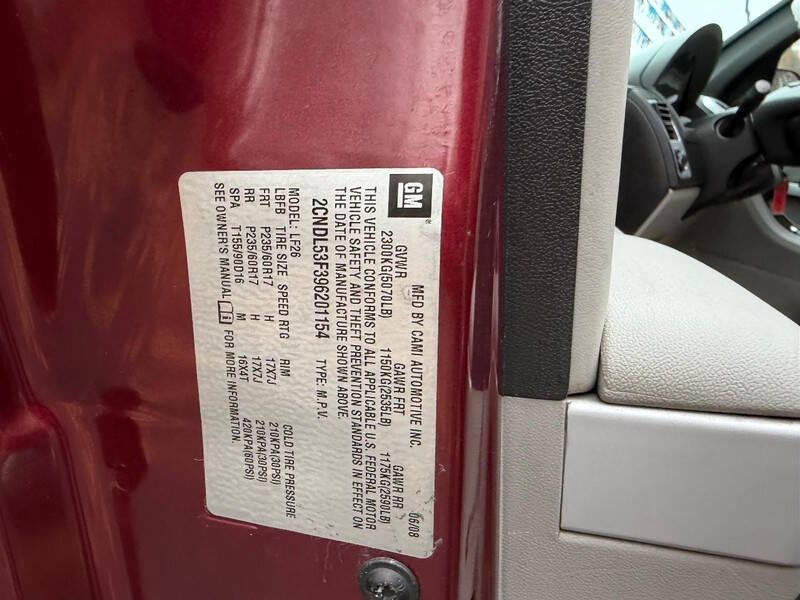 GM ®
MFD BY CAMI AUTOMOTIVE INC. 06/08
GVWR GAWR FRT GAWR RR
2300KG(5070LB) 1150KG(2535LB) 1175KG(2590LB)
THIS VEHICLE CONFORMS TO ALL APPLICABLE U.S. FEDERAL MOTOR
VEHICLE SAFETY AND THEFT PREVENTION STANDARDS IN EFFECT ON
THE DATE OF MANUFACTURE SHOWN ABOVE.
2CNDL53F396201154 TYPE: M.P.V.
MODEL: LF26
LBFB TIRE SIZE SPEED RTG RIM COLD TIRE PRESSURE
FRT P235/60R17 H 17X7J 210KPA(30PSI)
RR P235/60R17 H 17X7J 210KPA(30PSI)
SPA T155/90D16 M 16X4T 420KPA(60PSI)
SEE OWNER'S MANUAL FOR MORE INFORMATION.